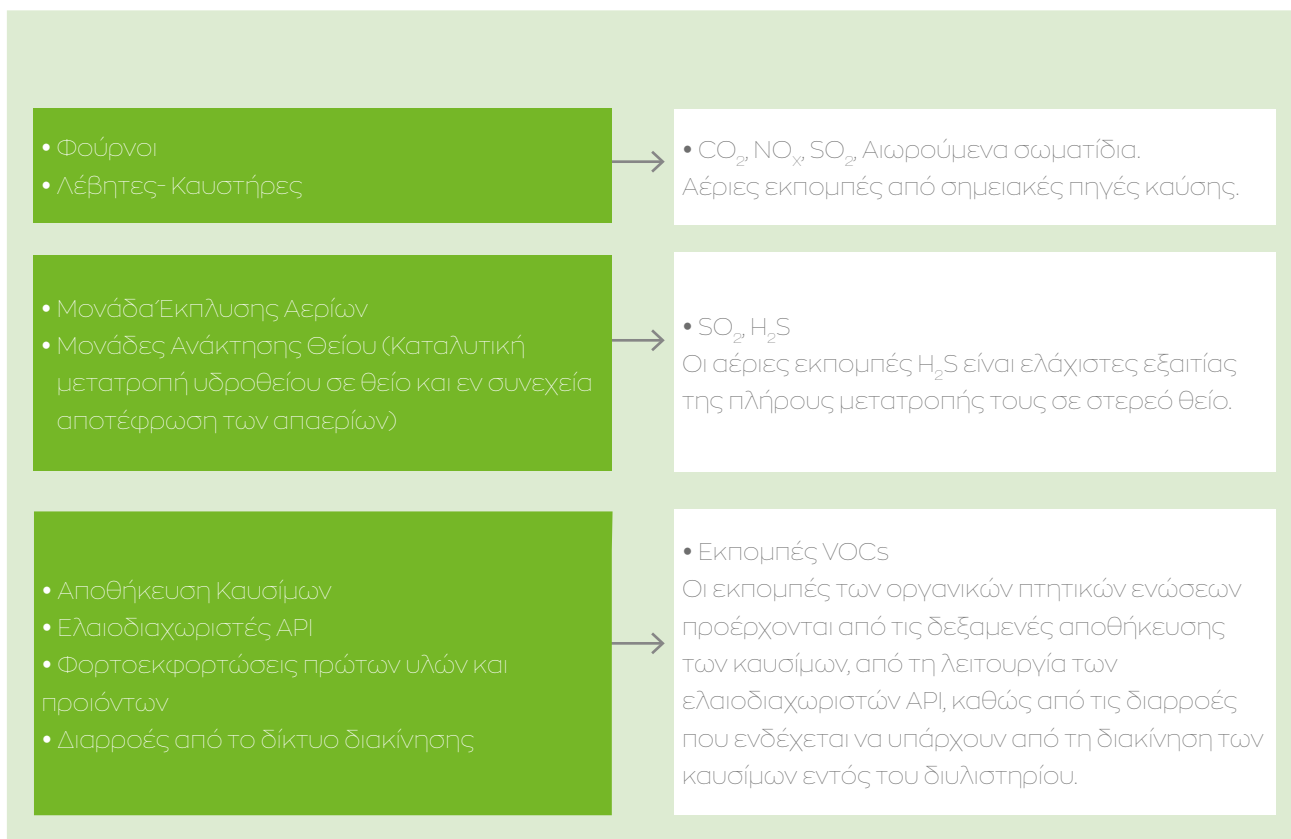 • Φούρνοι
• Λέβητες- Καυστήρες
• CO₂, NOₓ, SO₂, Αιωρούμενα σωματίδια.
Αέριες εκπομπές από σημειακές πηγές καύσης.
• Μονάδα Έκπλυσης Αερίων
• Μονάδες Ανάκτησης Θείου (Καταλυτική
μετατροπή υδροθείου σε θείο και εν συνεχεία
αποτέφρωση των απαερίων)
• SO₂, H₂S
Οι αέριες εκπομπές H₂S είναι ελάχιστες εξαιτίας
της πλήρους μετατροπής τους σε στερεό θείο.
• Αποθήκευση Καυσίμων
• Ελαιοδιαχωριστές API
• Φορτοεκφορτώσεις πρώτων υλών και
προιόντων
• Διαρροές από το δίκτυο διακίνησης
• Εκπομπές VOCs
Οι εκπομπές των οργανικών πτητικών ενώσεων
προέρχονται από τις δεξαμενές αποθήκευσης
των καυσίμων, από τη λειτουργία των
ελαιοδιαχωριστών API, καθώς από τις διαρροές
που ενδέχεται να υπάρχουν από τη διακίνηση των
καυσίμων εντός του διυλιστηρίου.